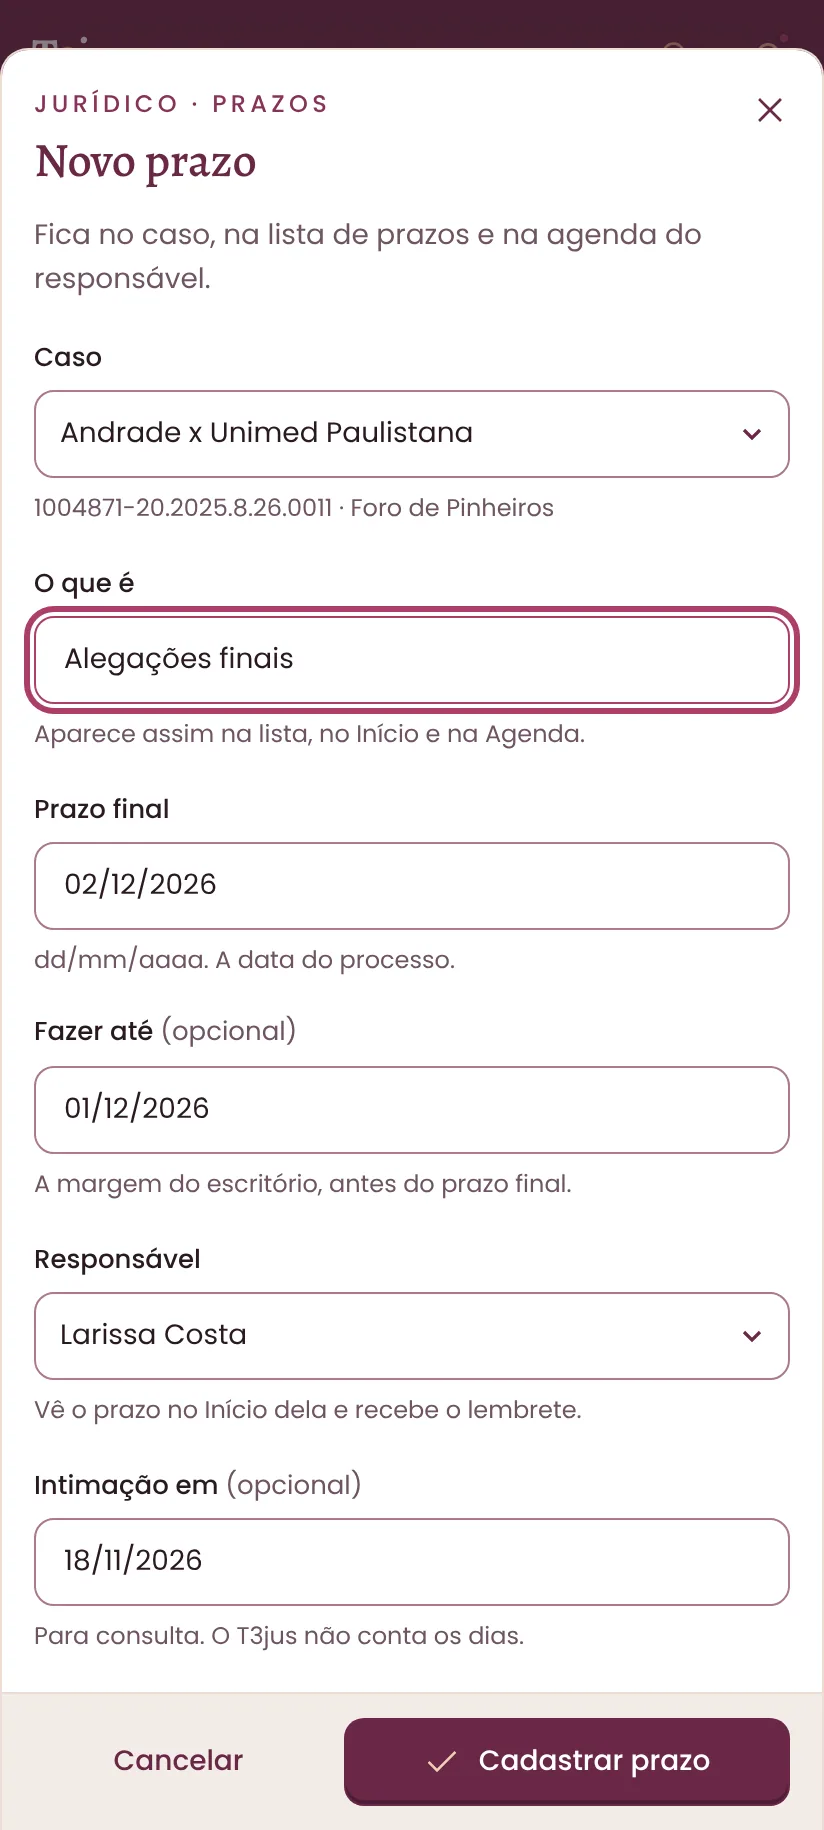 JURÍDICO · PRAZOS
Novo prazo
Fica no caso, na lista de prazos e na agenda do
responsável.
Caso
Andrade x Unimed Paulistana
1004871-20.2025.8.26.0011 · Foro de Pinheiros
O que é
Alegações finais
Aparece assim na lista, no Início e na Agenda.
Prazo final
02/12/2026
dd/mm/aaaa. A data do processo.
Fazer até (opcional)
01/12/2026
A margem do escritório, antes do prazo final.
Responsável
Larissa Costa
Vê o prazo no Início dela e recebe o lembrete.
Intimação em (opcional)
18/11/2026
Para consulta. O T3jus não conta os dias.
Cancelar
Cadastrar prazo